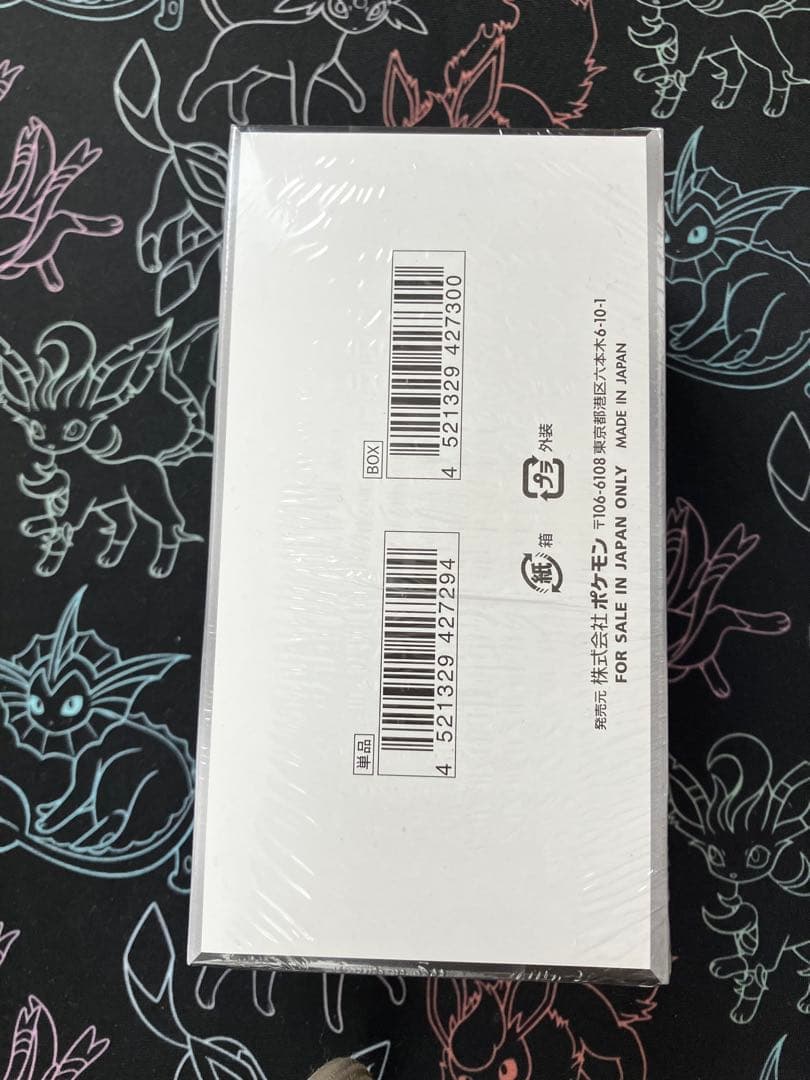 単品
4 521329 427294
BOX
4 521329 427300
紙 箱
プラ 外装
発売元 株式会社 ポケモン 〒106-6108 東京都港区六本木6-10-1
FOR SALE IN JAPAN ONLY MADE IN JAPAN